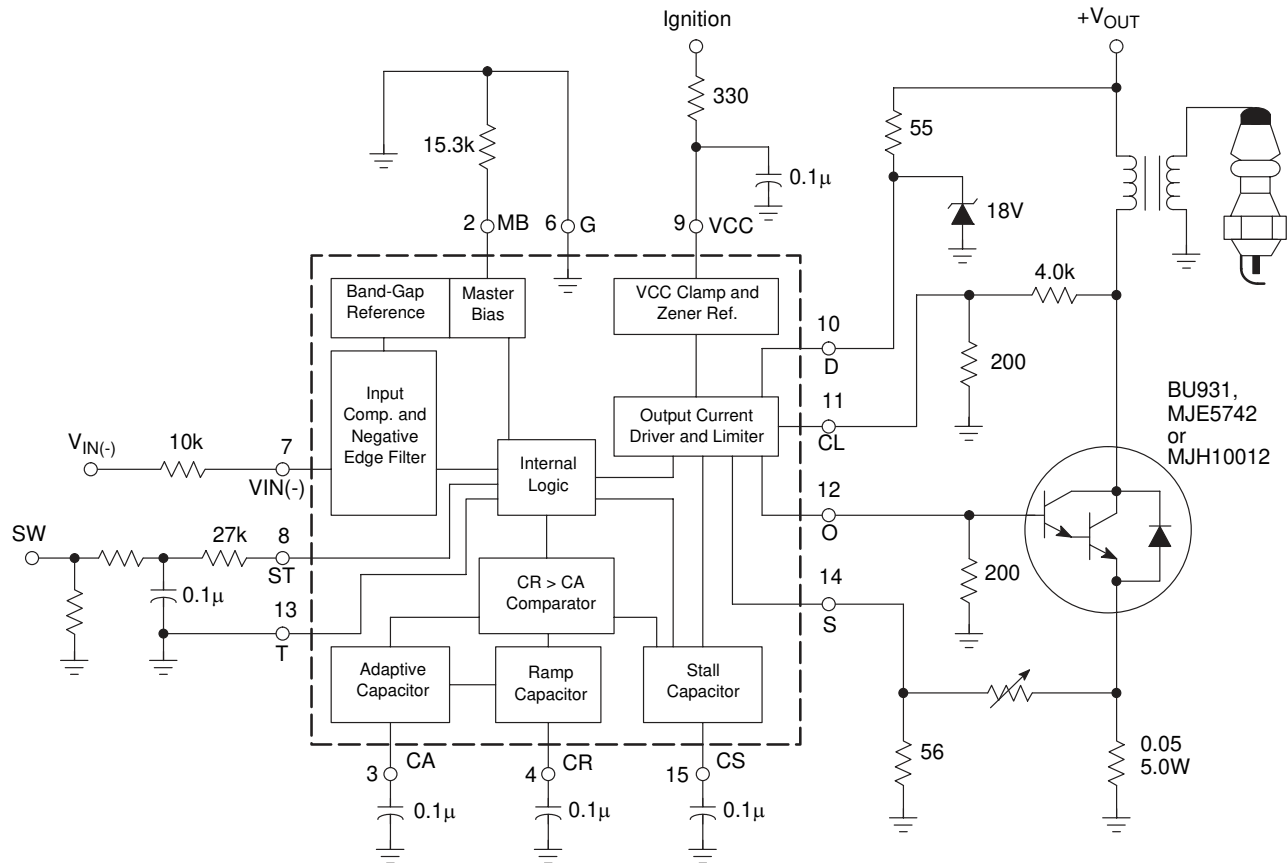 Ignition
+VOUT
330
55
15.3k
0.1µ
18V
2 MB
6 G
9 VCC
4.0k
Band-Gap
Reference
Master
Bias
VCC Clamp and
Zener Ref.
10
D
200
Input
Comp. and
Negative
Edge Filter
Output Current
Driver and Limiter
11
CL
BU931,
MJE5742
or
MJH10012
VIN(-)
10k
7
VIN(-)
Internal
Logic
12
O
SW
27k
8
ST
0.1µ
13
T
CR > CA
Comparator
14
S
200
Adaptive
Capacitor
Ramp
Capacitor
Stall
Capacitor
56
0.05
5.0W
3 CA
4 CR
15 CS
0.1µ
0.1µ
0.1µ